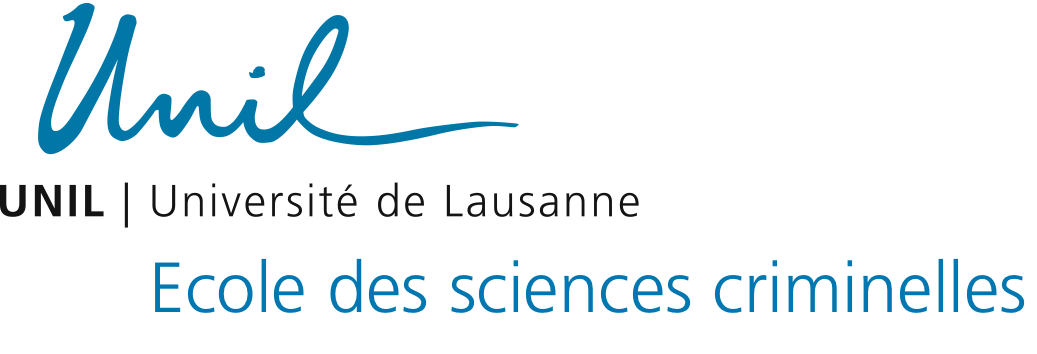 Unil
UNIL | Université de Lausanne
Ecole des sciences criminelles